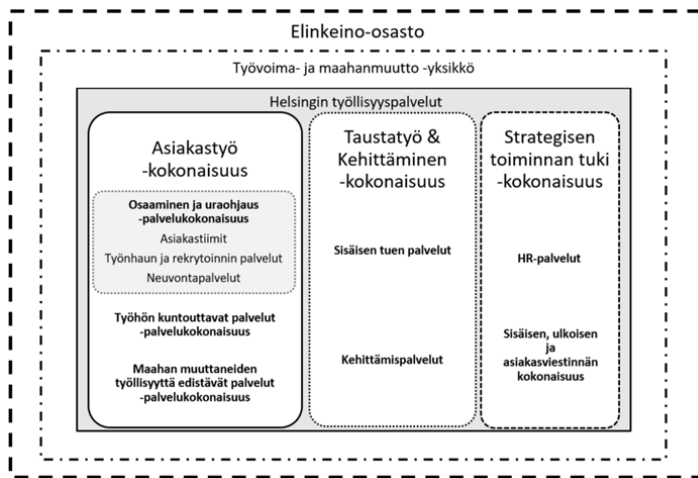 Elinkeino-osasto
Työvoima- ja maahanmuutto -yksikkö
Helsingin työllisyyspalvelut
Asiakastyö
-kokonaisuus
Osaaminen ja uraohjaus
-palvelukokonaisuus
Asiakastiimit
Työnhaun ja rekrytoinnin palvelut
Neuvontapalvelut
Työhön kuntouttavat palvelut
-palvelukokonaisuus
Maahan muuttaneiden
työllisyyttä edistävät palvelut
-palvelukokonaisuus
Taustatyö &
Kehittäminen
-kokonaisuus
Sisäisen tuen palvelut
Kehittämispalvelut
Strategisen
toiminnan tuki
-kokonaisuus
HR-palvelut
Sisäisen, ulkoisen
ja
asiakasviestinnän
kokonaisuus